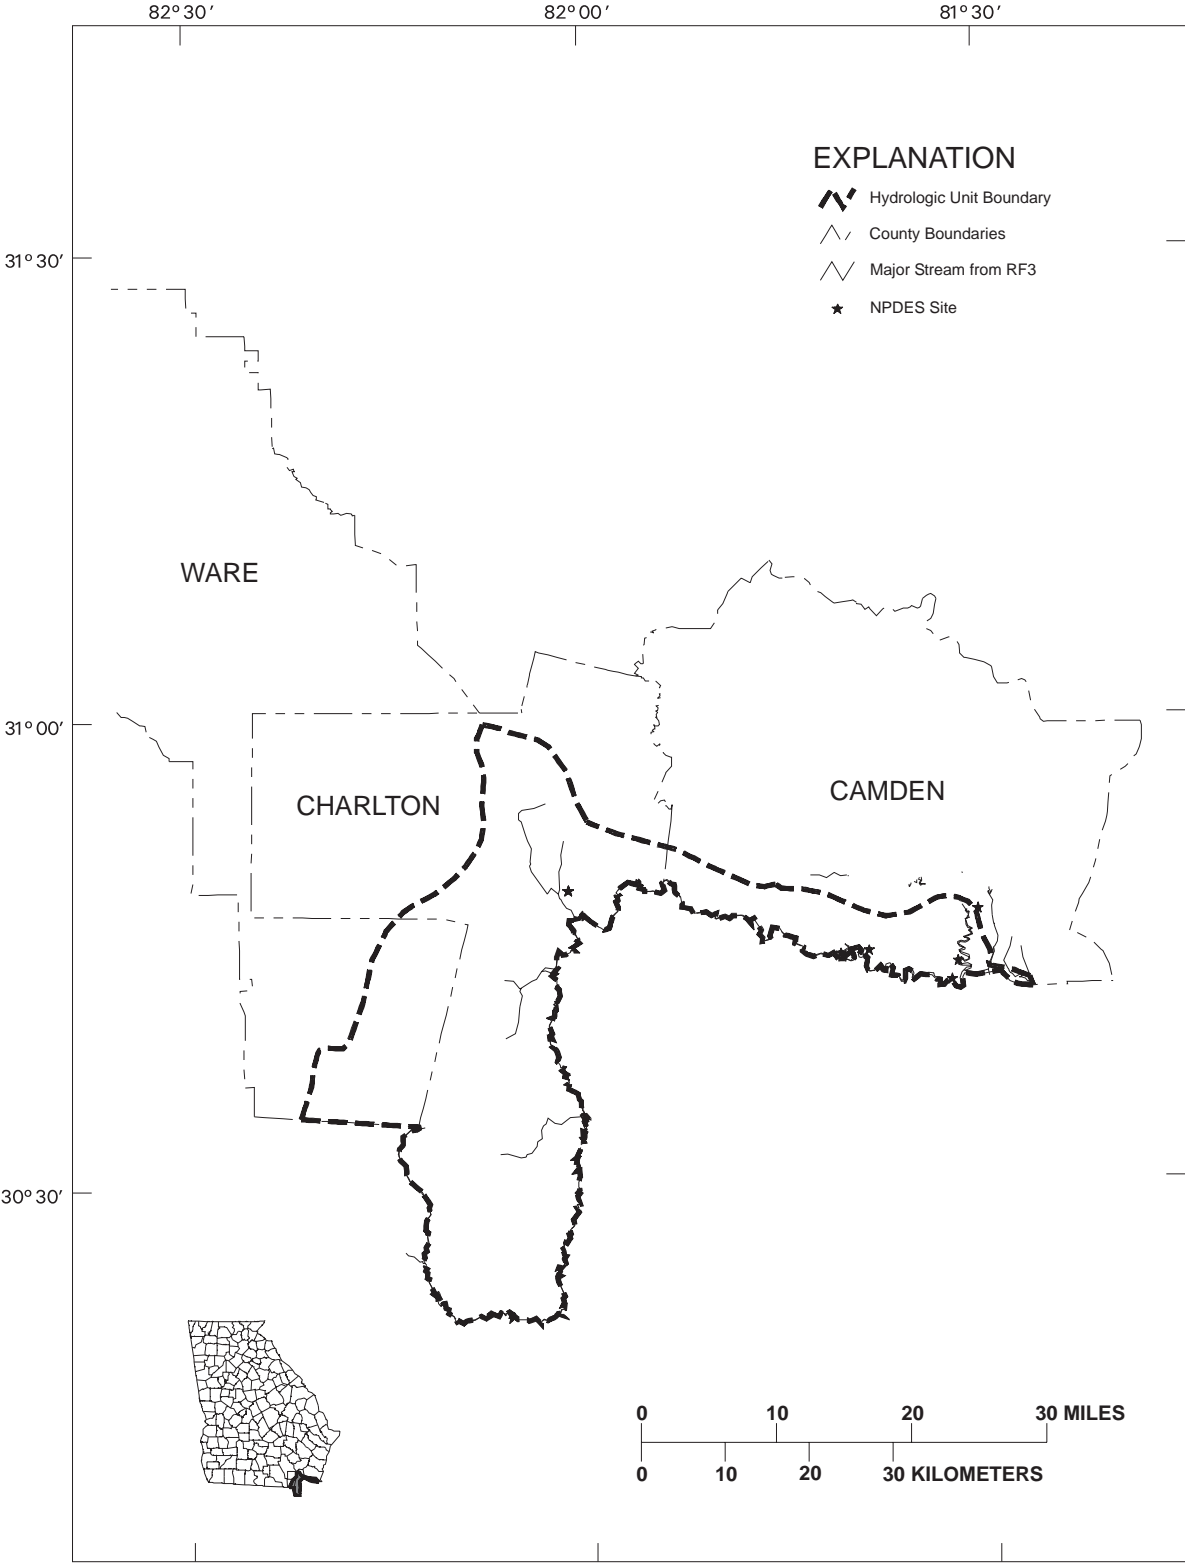 82°30′ 82°00′ 81°30′
EXPLANATION
Hydrologic Unit Boundary
County Boundaries
Major Stream from RF3
NPDES Site
31°30′
WARE
31°00′
CHARLTON
CAMDEN
30°30′
0 10 20 30 MILES
0 10 20 30 KILOMETERS